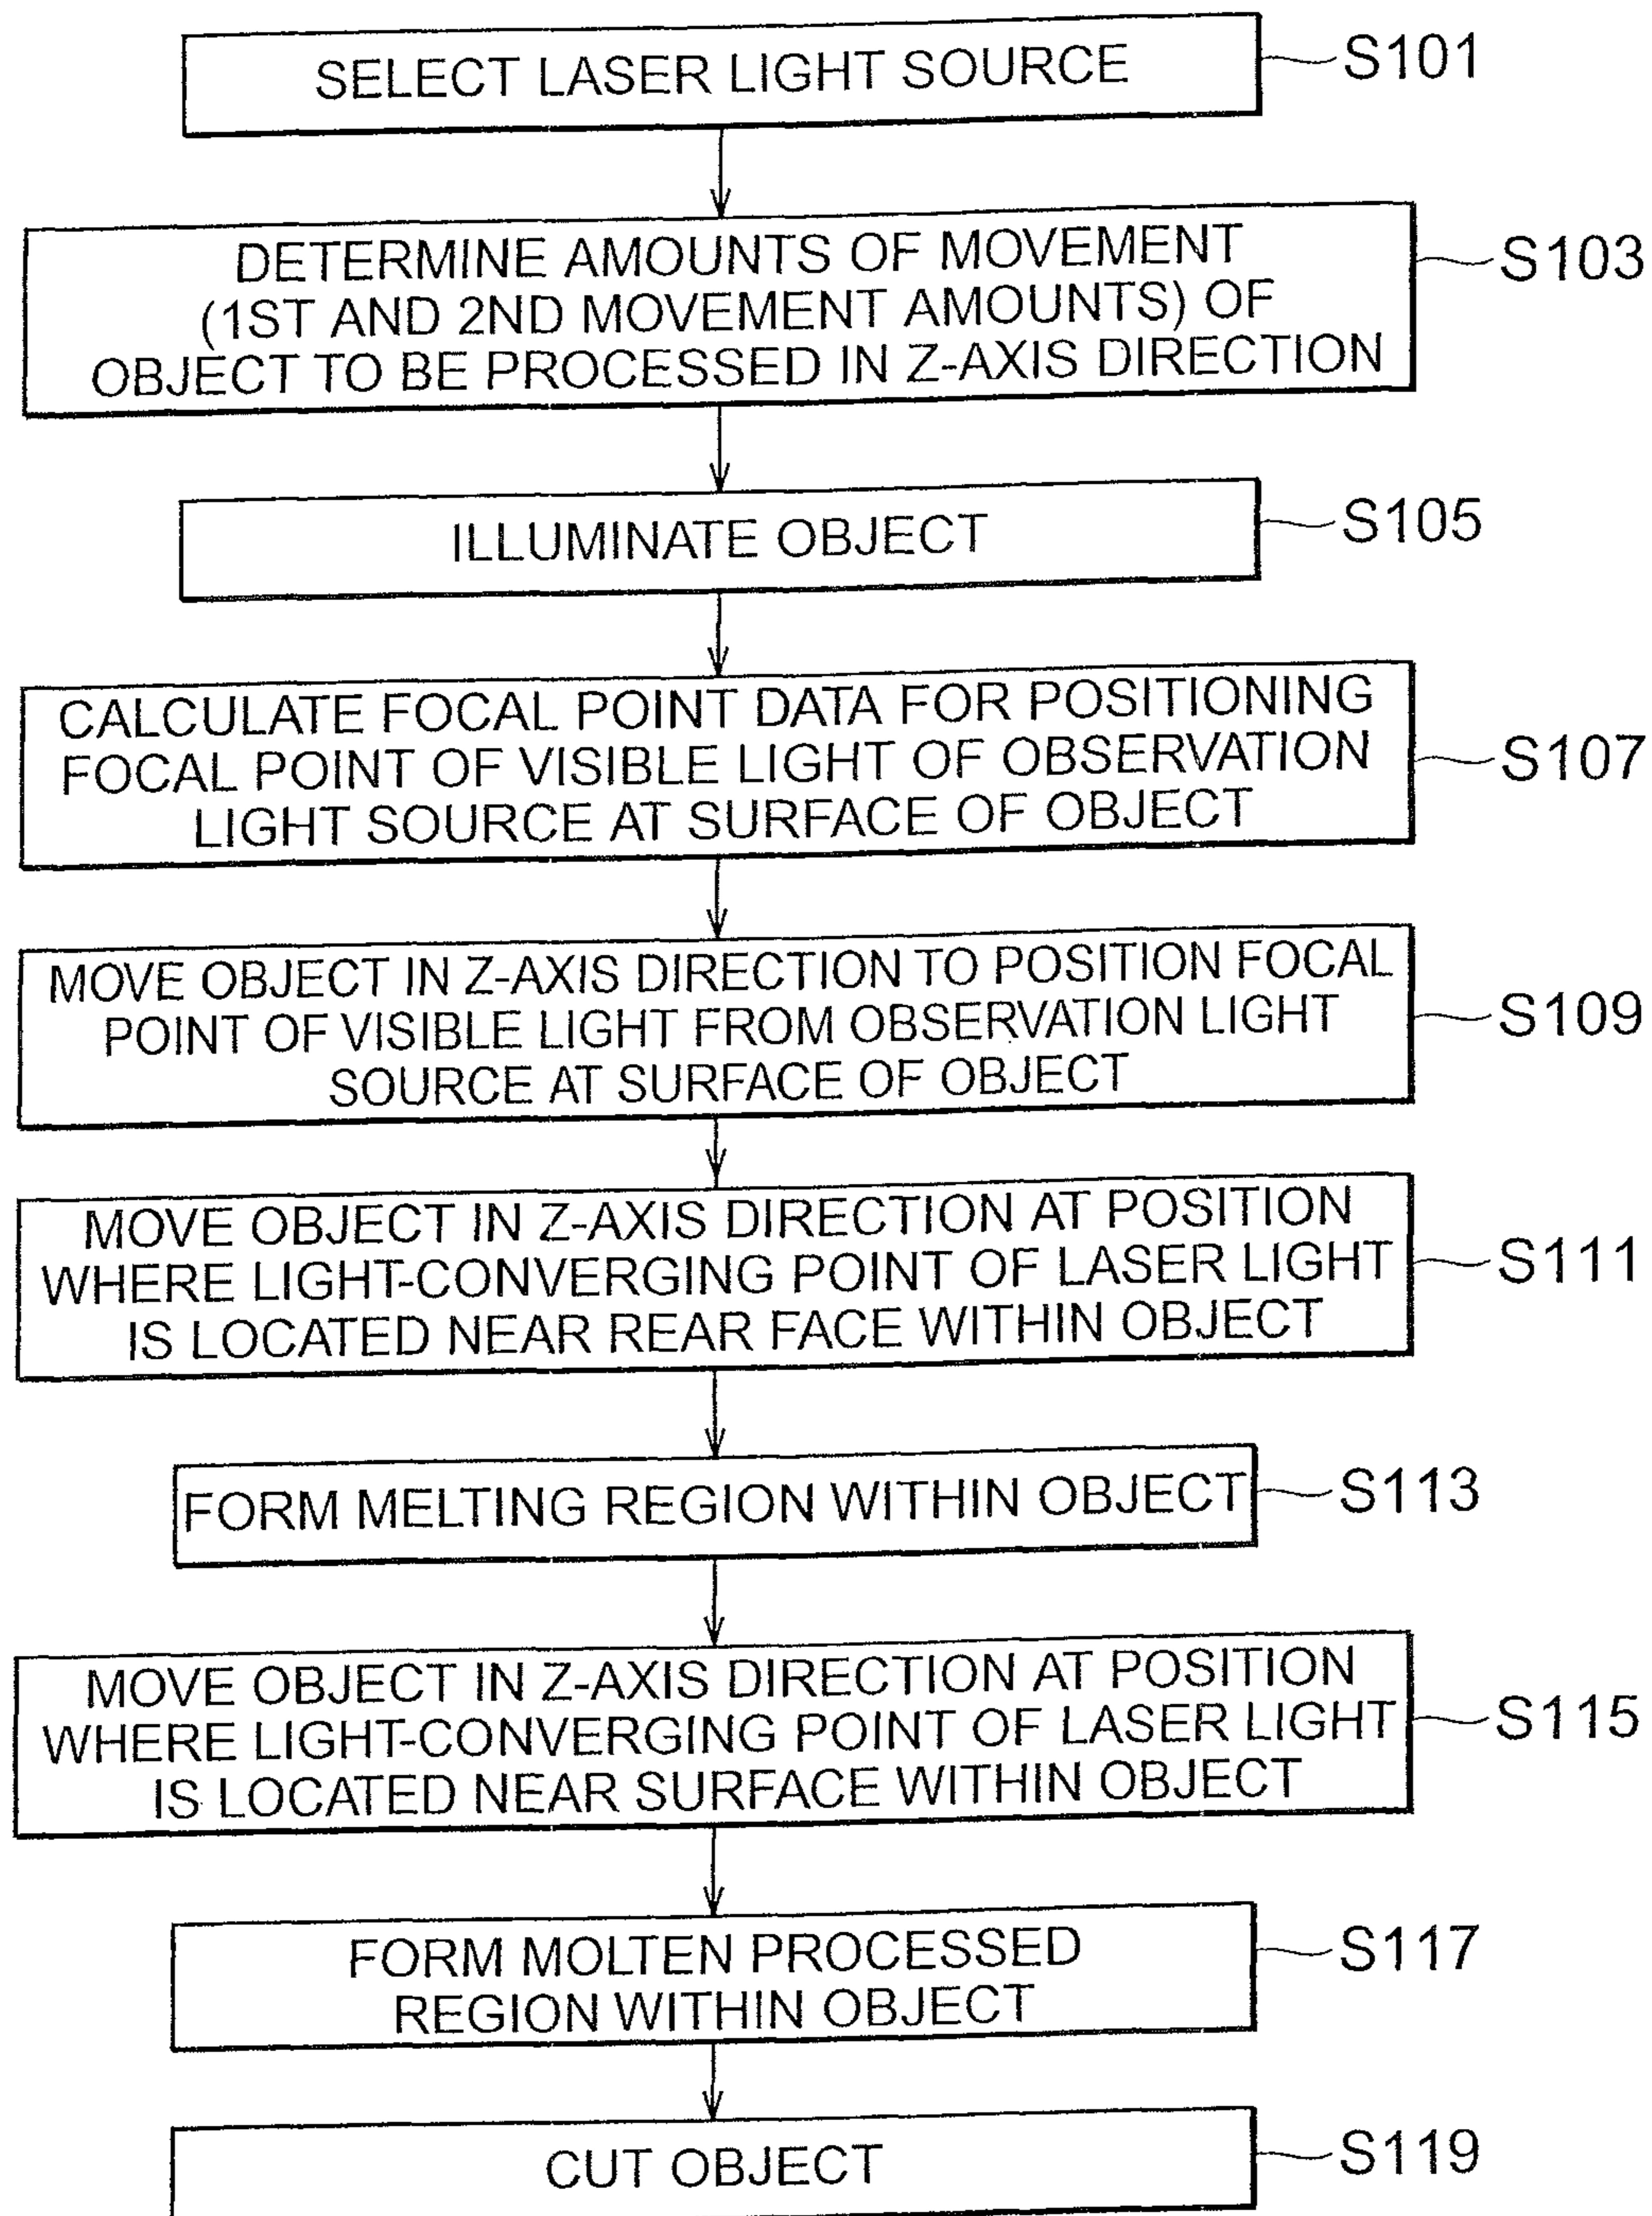 SELECT LASER LIGHT SOURCE
S101
DETERMINE AMOUNTS OF MOVEMENT
(1ST AND 2ND MOVEMENT AMOUNTS) OF
OBJECT TO BE PROCESSED IN Z-AXIS DIRECTION
S103
ILLUMINATE OBJECT
S105
CALCULATE FOCAL POINT DATA FOR POSITIONING
FOCAL POINT OF VISIBLE LIGHT OF OBSERVATION
LIGHT SOURCE AT SURFACE OF OBJECT
S107
MOVE OBJECT IN Z-AXIS DIRECTION TO POSITION FOCAL
POINT OF VISIBLE LIGHT FROM OBSERVATION LIGHT
SOURCE AT SURFACE OF OBJECT
S109
MOVE OBJECT IN Z-AXIS DIRECTION AT POSITION
WHERE LIGHT-CONVERGING POINT OF LASER LIGHT
IS LOCATED NEAR REAR FACE WITHIN OBJECT
S111
FORM MELTING REGION WITHIN OBJECT
S113
MOVE OBJECT IN Z-AXIS DIRECTION AT POSITION
WHERE LIGHT-CONVERGING POINT OF LASER LIGHT
IS LOCATED NEAR SURFACE WITHIN OBJECT
S115
FORM MOLTEN PROCESSED
REGION WITHIN OBJECT
S117
CUT OBJECT
S119